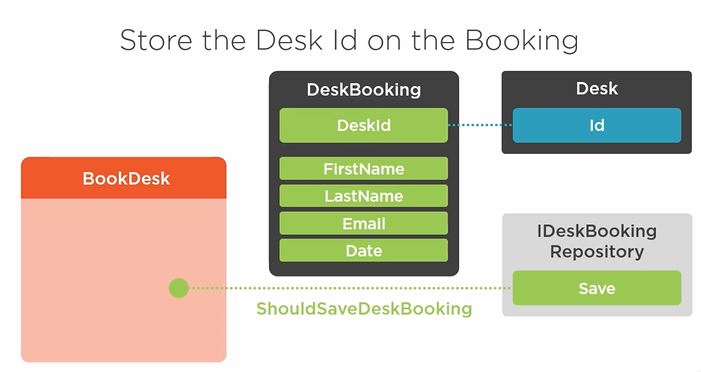 Store the Desk Id on the Booking
DeskBooking
DeskId
FirstName
LastName
Email
Date
Desk
Id
BookDesk
IDeskBooking
Repository
Save
ShouldSaveDeskBooking